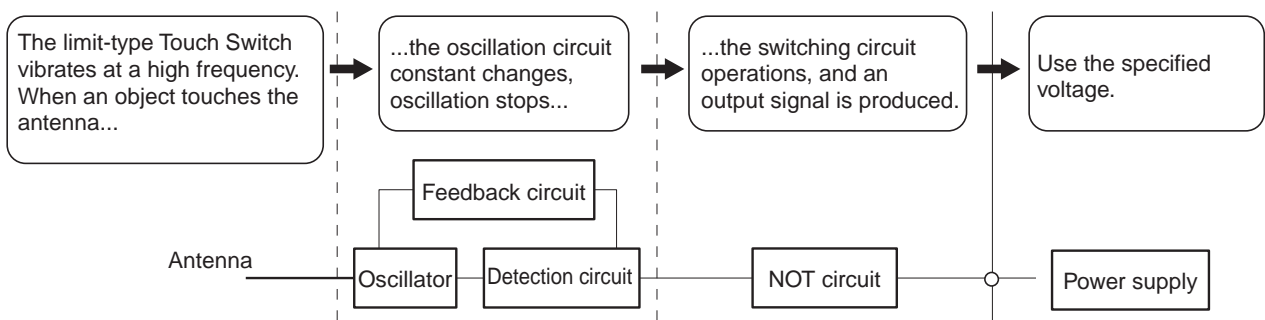 The limit-type Touch Switch
vibrates at a high frequency.
When an object touches the
antenna...
...the oscillation circuit
constant changes,
oscillation stops...
...the switching circuit
operations, and an
output signal is produced.
Use the specified
voltage.
Feedback circuit
Antenna
Oscillator
Detection circuit
NOT circuit
Power supply